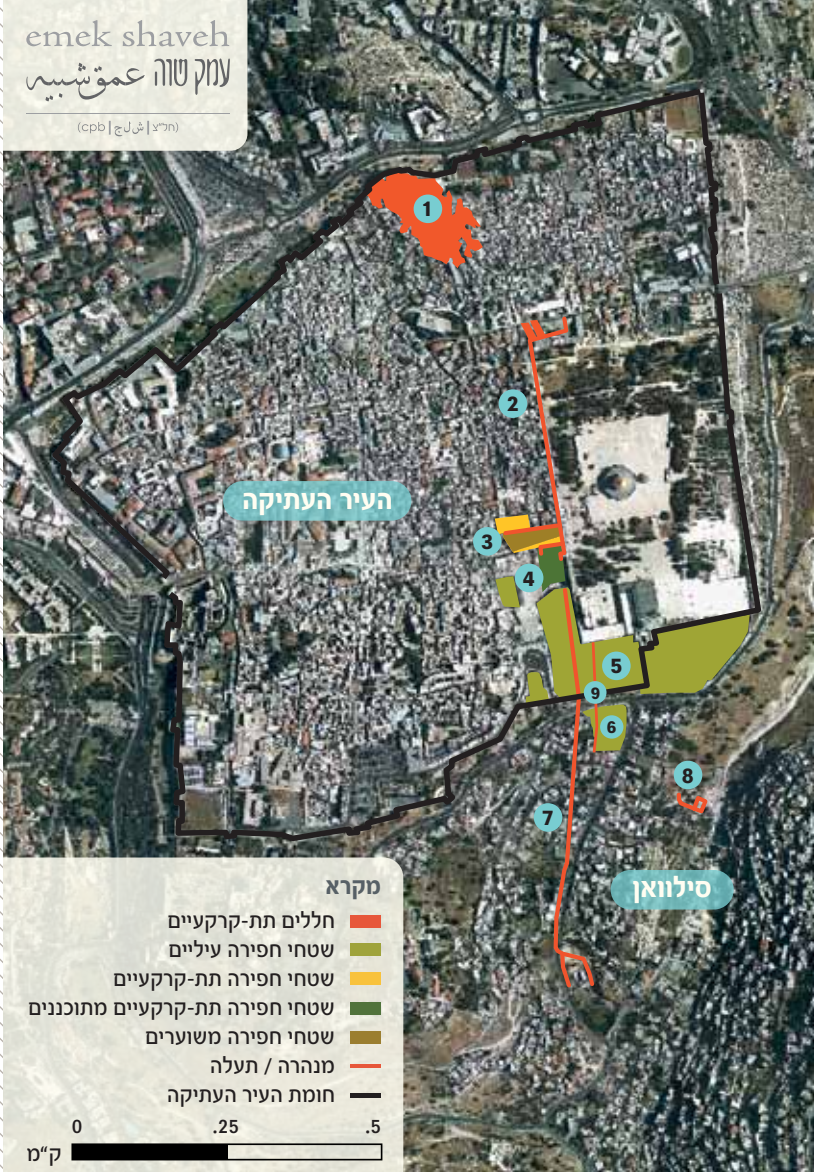 emek shaveh
עמק שווה عمق شبيه
(חל״צ | ش ل ج | cpb)
1
2
העיר העתיקה
3
4
5
9
6
8
7
סילוואן
מקרא
חללים תת-קרקעיים
שטחי חפירה עיליים
שטחי חפירה תת-קרקעיים
שטחי חפירה תת-קרקעיים מתוכננים
שטחי חפירה משוערים
מנהרה / תעלה
חומת העיר העתיקה
0 .25 .5
ק״מ